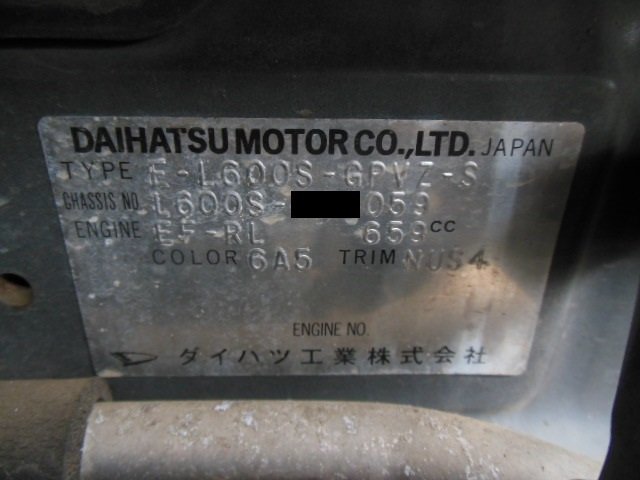 DAIHATSU MOTOR CO.,LTD. JAPAN
TYPE E-L600S-GPVZ-S
CHASSIS NO. L600S- 059
ENGINE EF-RL 659cc
COLOR 6A5 TRIM NUS4
ENGINE NO.
ダイハツ工業株式会社